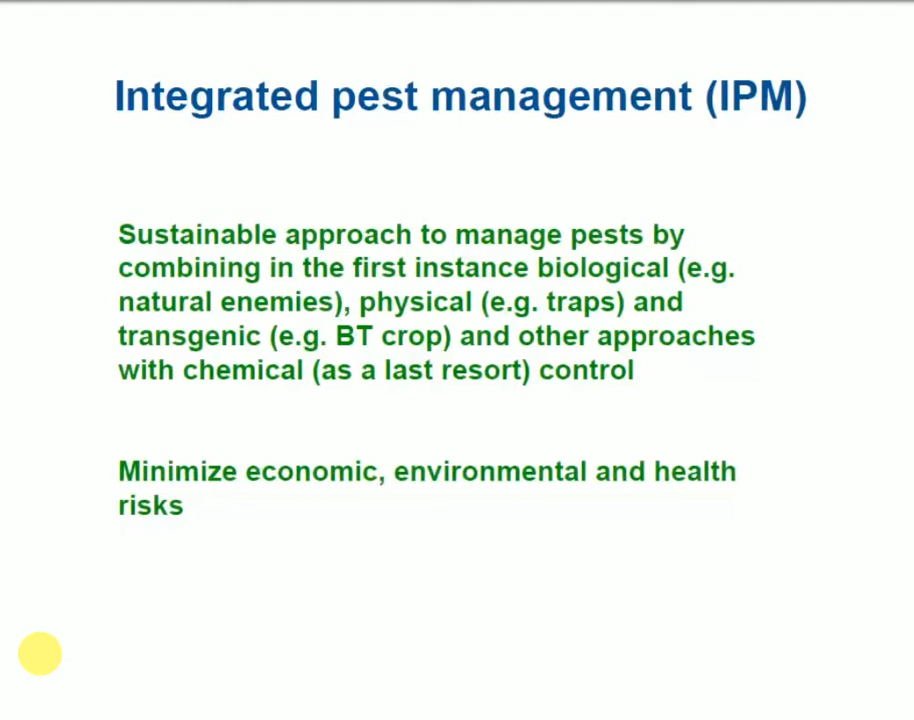 Integrated pest management (IPM)
Sustainable approach to manage pests by
combining in the first instance biological (e.g.
natural enemies), physical (e.g. traps) and
transgenic (e.g. BT crop) and other approaches
with chemical (as a last resort) control
Minimize economic, environmental and health
risks